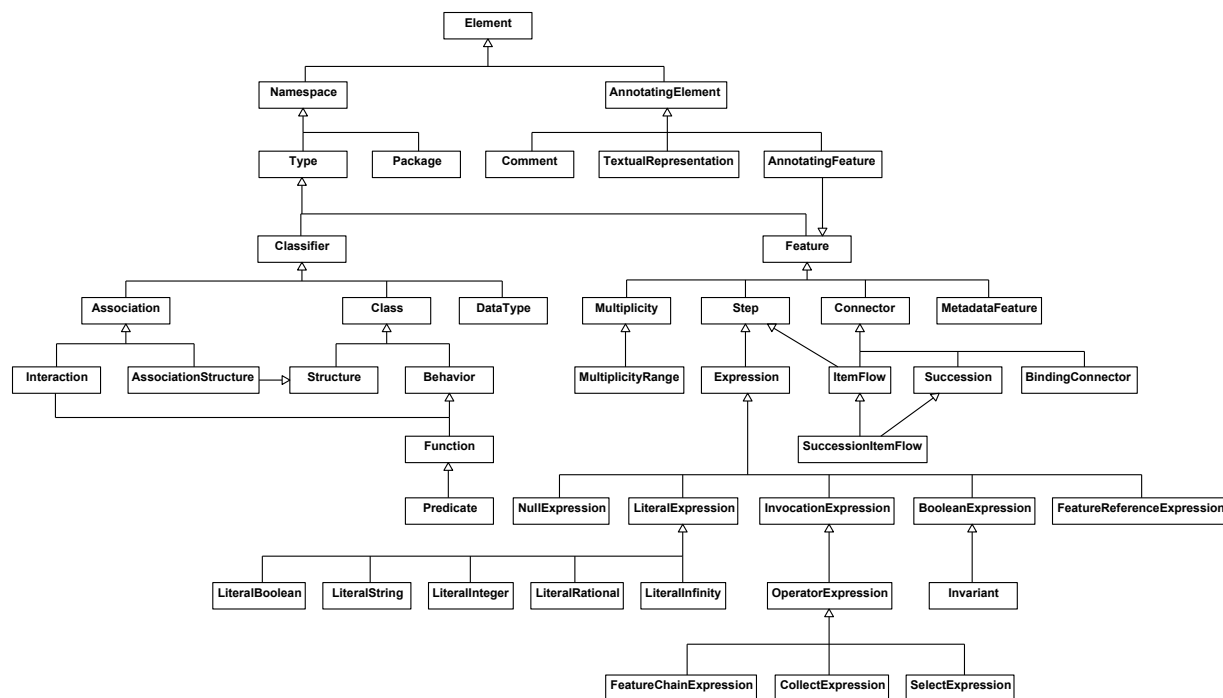 Element
Namespace
AnnotatingElement
Type
Package
Comment
TextualRepresentation
AnnotatingFeature
Classifier
Feature
Association
Class
DataType
Multiplicity
Step
Connector
MetadataFeature
Interaction
AssociationStructure
Structure
Behavior
MultiplicityRange
Expression
ItemFlow
Succession
BindingConnector
Function
SuccessionItemFlow
Predicate
NullExpression
LiteralExpression
InvocationExpression
BooleanExpression
FeatureReferenceExpression
LiteralBoolean
LiteralString
LiteralInteger
LiteralRational
LiteralInfinity
OperatorExpression
Invariant
FeatureChainExpression
CollectExpression
SelectExpression